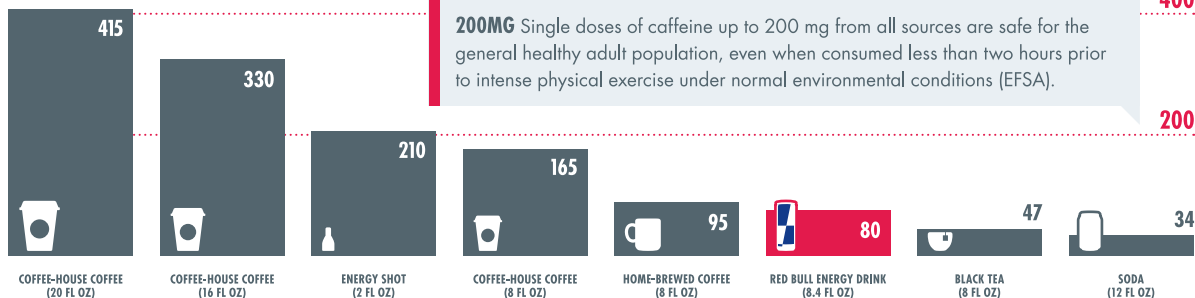 400
415
200MG Single doses of caffeine up to 200 mg from all sources are safe for the
general healthy adult population, even when consumed less than two hours prior
to intense physical exercise under normal environmental conditions (EFSA).
330
200
210
165
95
80
47
34
COFFEE-HOUSE COFFEE
(20 FL OZ)
COFFEE-HOUSE COFFEE
(16 FL OZ)
ENERGY SHOT
(2 FL OZ)
COFFEE-HOUSE COFFEE
(8 FL OZ)
HOME-BREWED COFFEE
(8 FL OZ)
RED BULL ENERGY DRINK
(8.4 FL OZ)
BLACK TEA
(8 FL OZ)
SODA
(12 FL OZ)